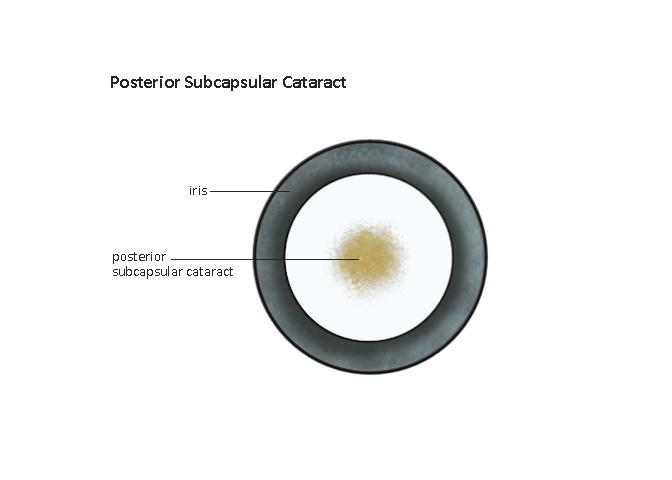 Posterior Subcapsular Cataract
iris
posterior
subcapsular cataract